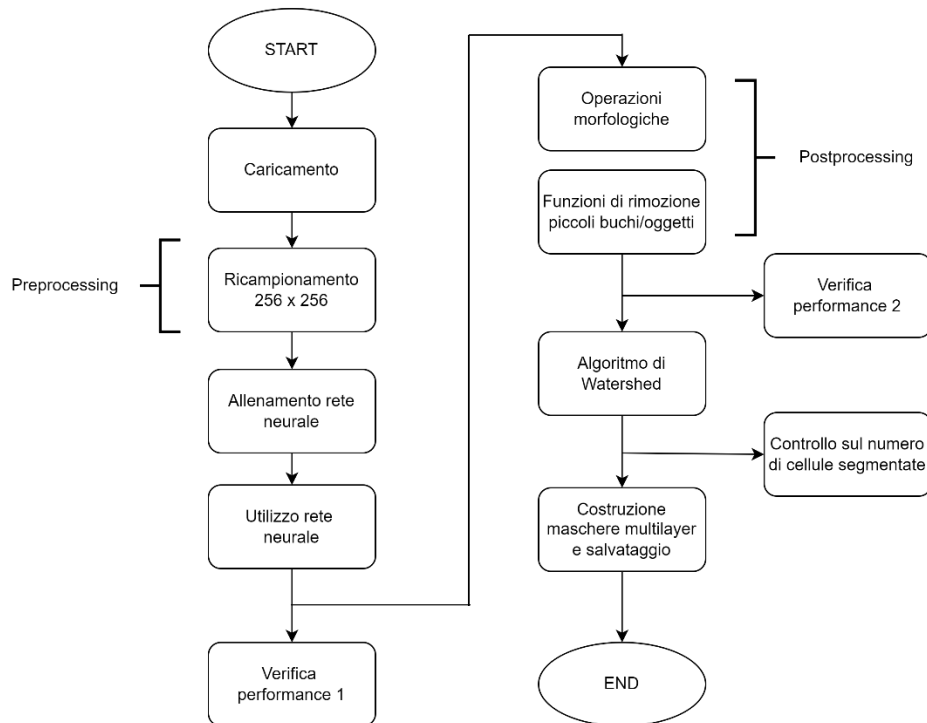 START
Caricamento
Preprocessing
Ricampionamento
256 x 256
Allenamento rete
neurale
Utilizzo rete
neurale
Verifica
performance 1
Operazioni
morfologiche
Postprocessing
Funzioni di rimozione
piccoli buchi/oggetti
Verifica
performance 2
Algoritmo di
Watershed
Controllo sul numero
di cellule segmentate
Costruzione
maschere multilayer
e salvataggio
END